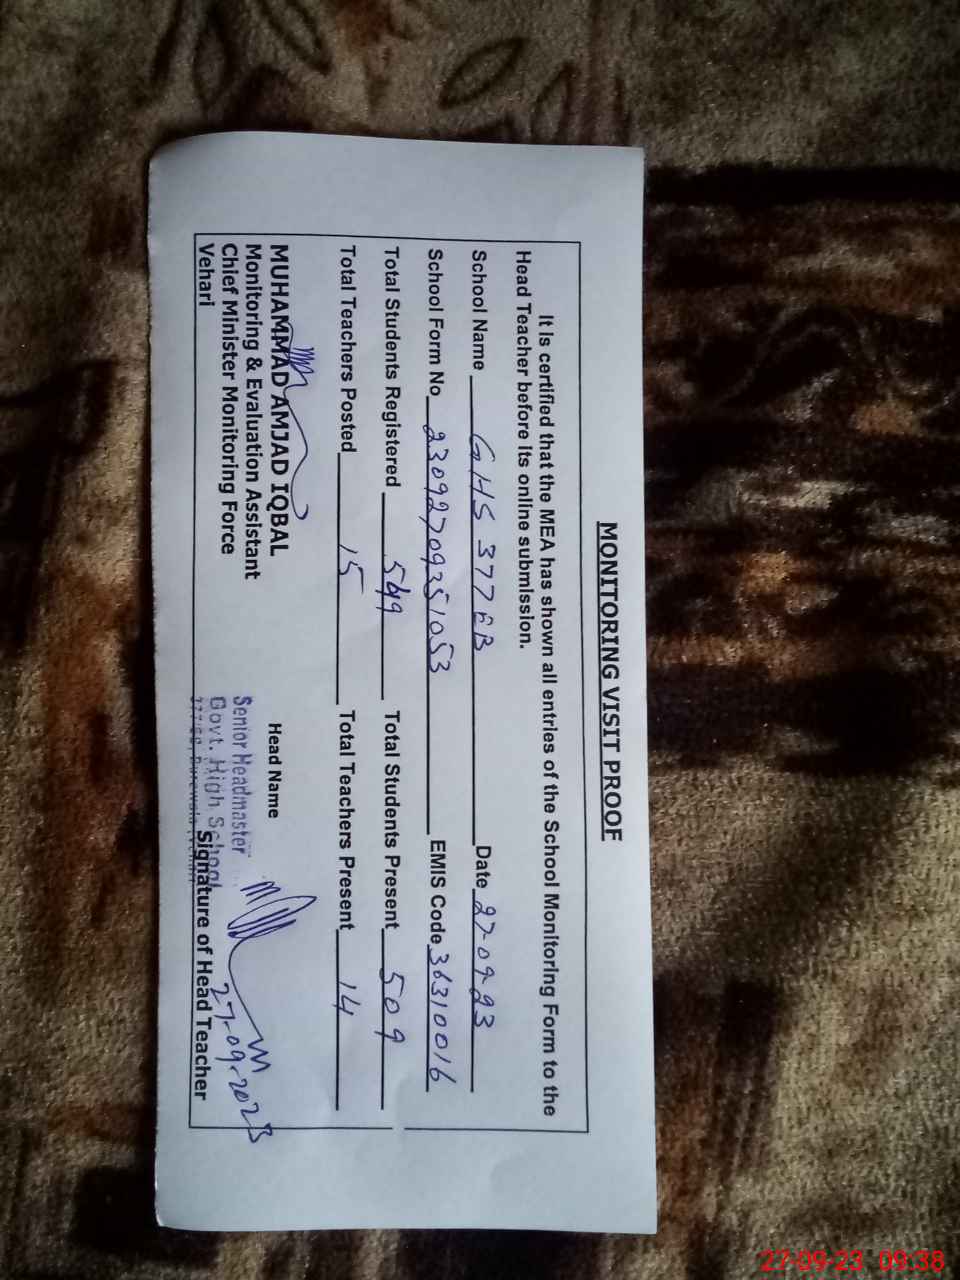 MONITORING VISIT PROOF
It is certified that the MEA has shown all entries of the School Monitoring Form to the
Head Teacher before its online submission.
School Name GHS 377 EB Date 27-09-23
School Form No 23092709351053 EMIS Code 36310016
Total Students Registered 549 Total Students Present 509
Total Teachers Posted 15 Total Teachers Present 14
MUHAMMAD AMJAD IQBAL
Monitoring & Evaluation Assistant
Chief Minister Monitoring Force
Vehari
Head Name
Senior Headmaster
Govt. High School
Signature of Head Teacher
27-09-2023
27-09-23 09:38